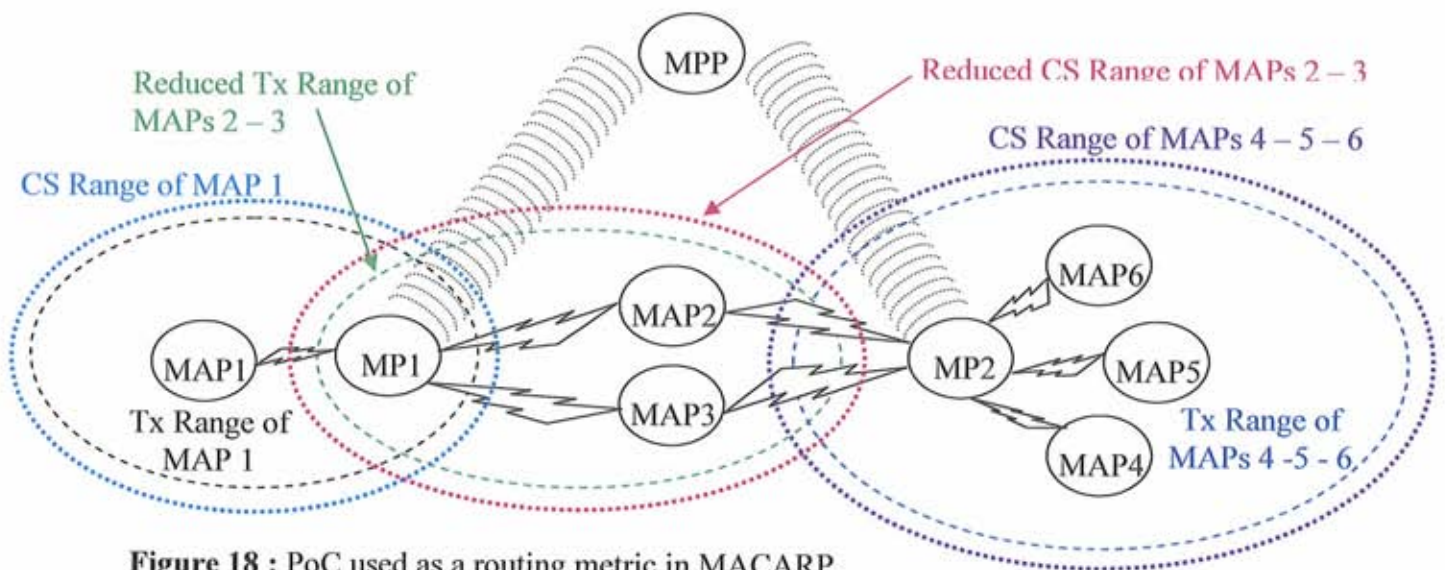 MPP
Reduced Tx Range of
MAPs 2 – 3
Reduced CS Range of MAPs 2 – 3
CS Range of MAPs 4 – 5 – 6
CS Range of MAP 1
MAP6
MAP2
MAP1
MP1
MP2
MAP5
MAP3
Tx Range of
MAP 1
Tx Range of
MAPs 4 -5 - 6
MAP4
Figure 18 : PoC used as a routing metric in MACARP